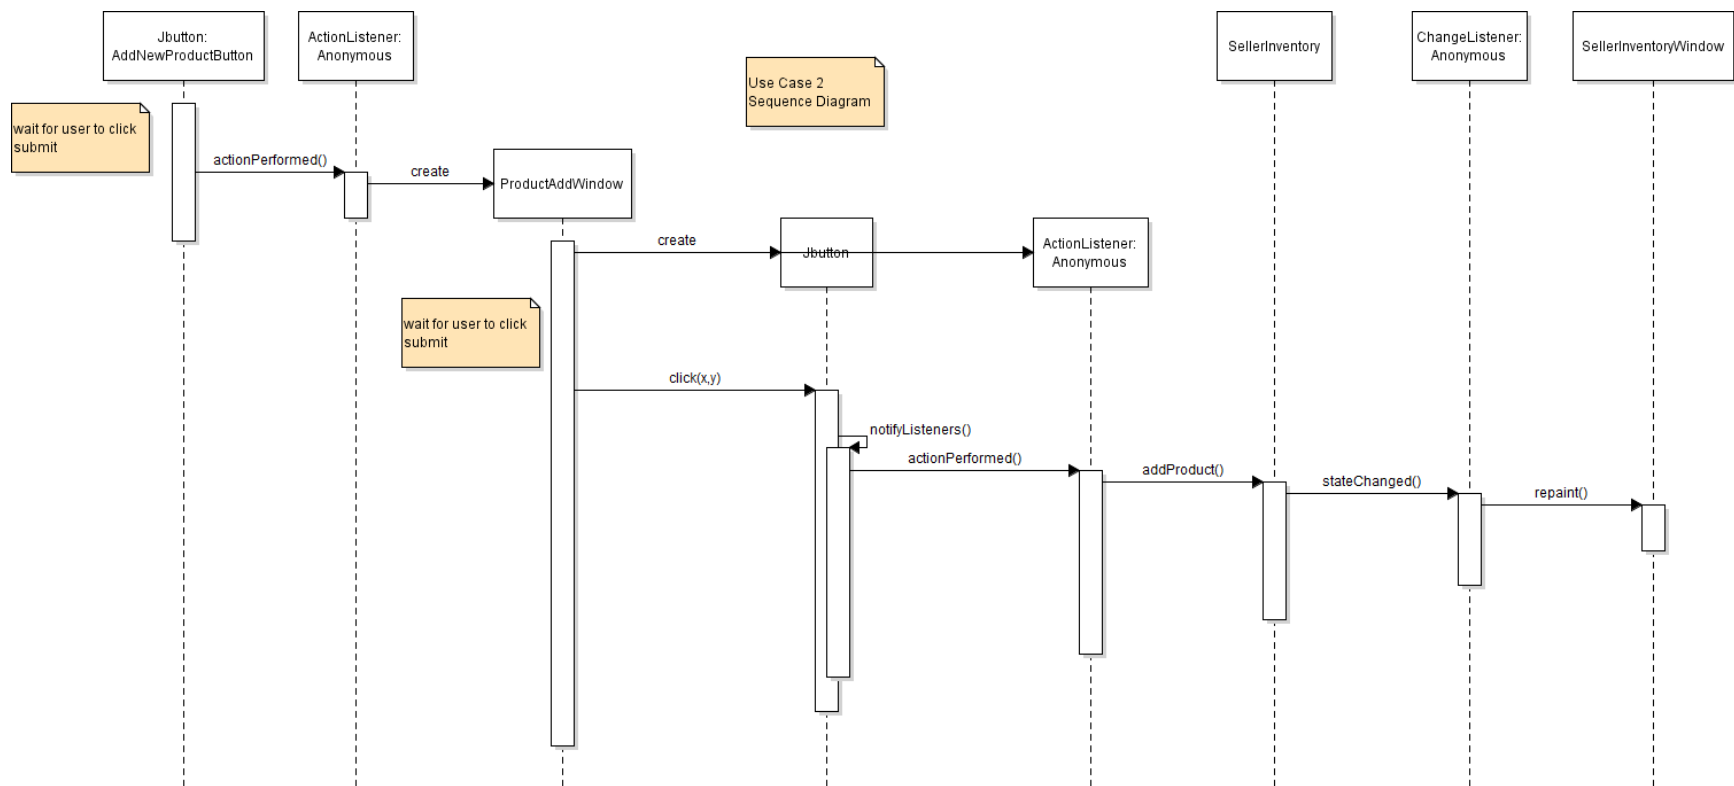 Jbutton:
AddNewProductButton
ActionListener:
Anonymous
SellerInventory
ChangeListener:
Anonymous
SellerInventoryWindow
Use Case 2
Sequence Diagram
wait for user to click
submit
actionPerformed()
create
ProductAddWindow
create
Jbutton
ActionListener:
Anonymous
wait for user to click
submit
click(x,y)
notifyListeners()
actionPerformed()
addProduct()
stateChanged()
repaint()